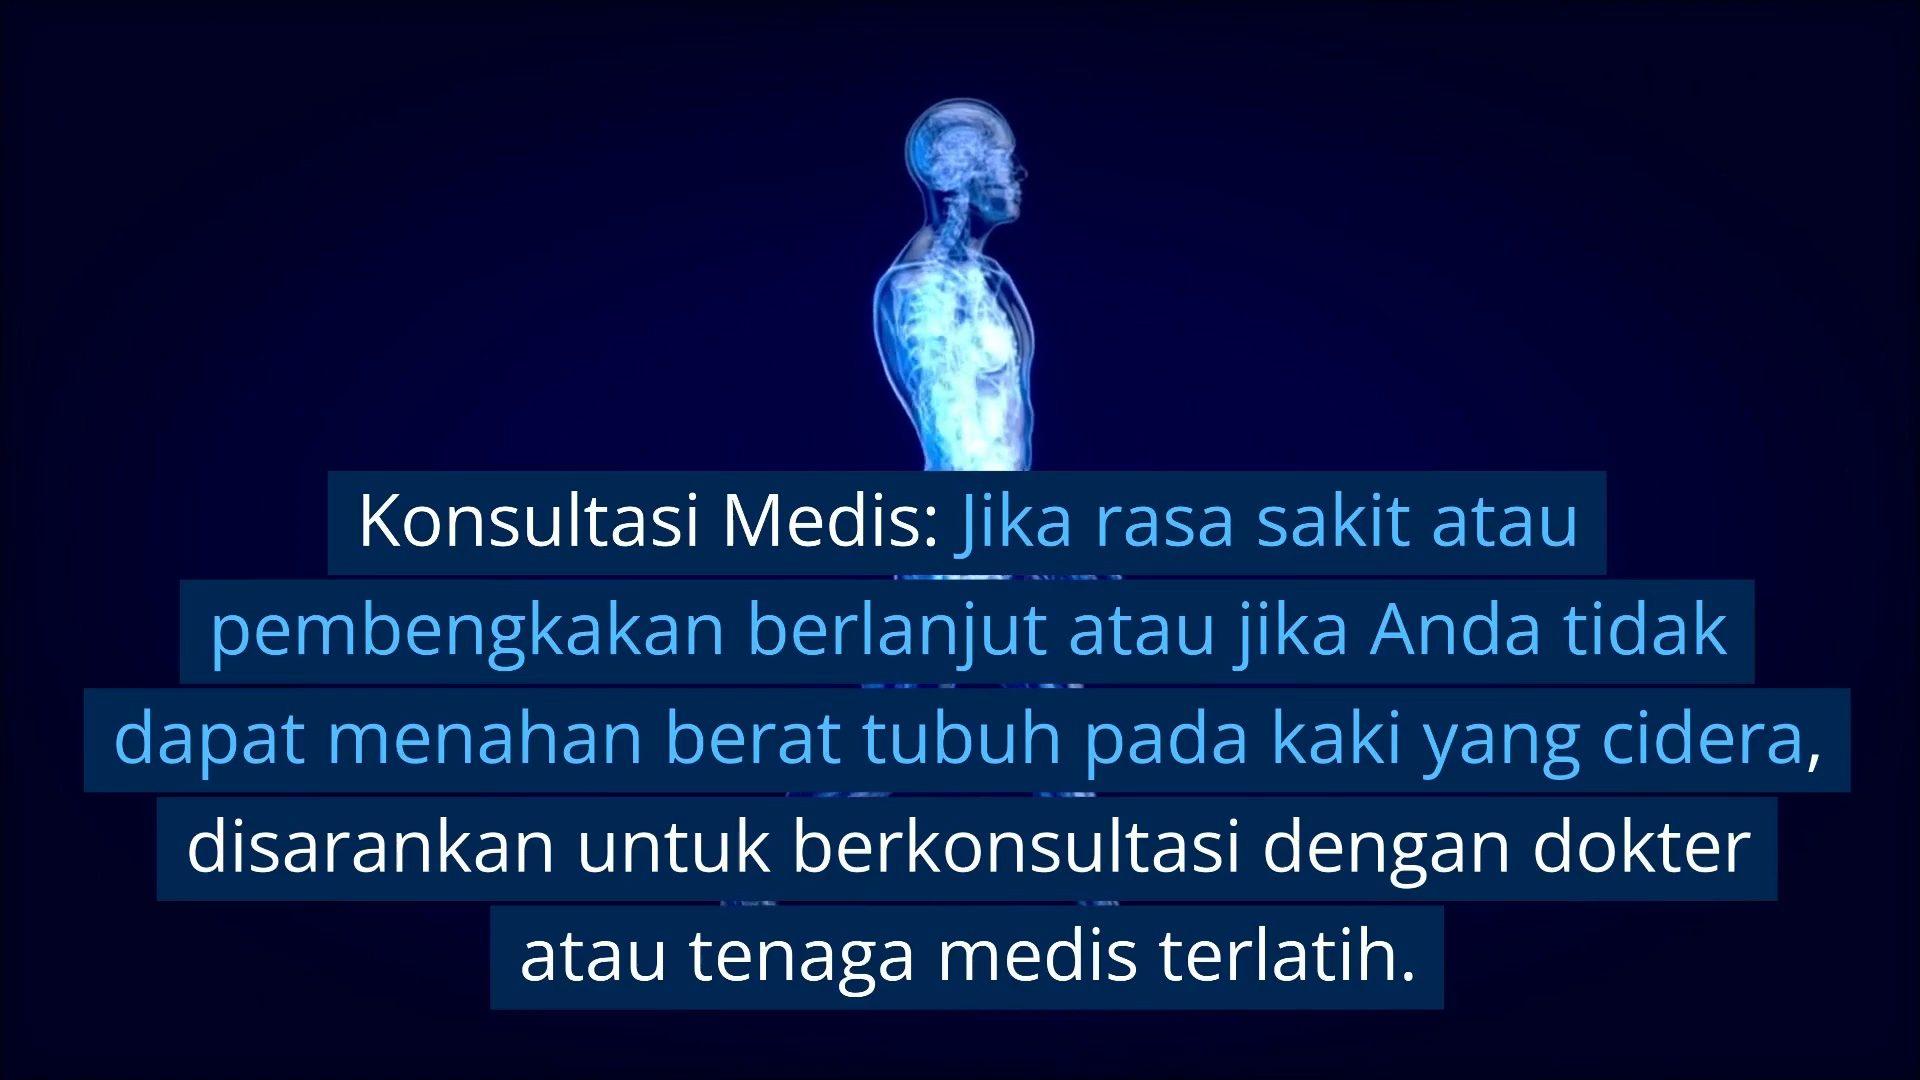 Konsultasi Medis: Jika rasa sakit atau
pembengkakan berlanjut atau jika Anda tidak
dapat menahan berat tubuh pada kaki yang cidera,
disarankan untuk berkonsultasi dengan dokter
atau tenaga medis terlatih.